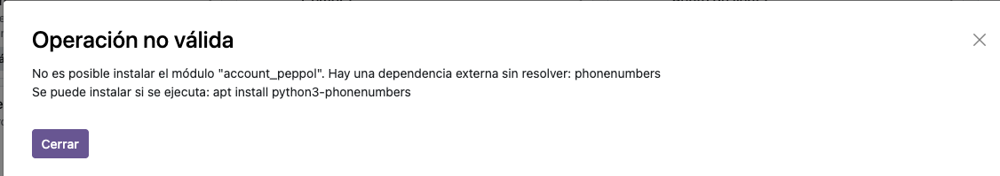 Operación no válida
No es posible instalar el módulo "account_peppol". Hay una dependencia externa sin resolver: phonenumbers
Se puede instalar si se ejecuta: apt install python3-phonenumbers
Cerrar